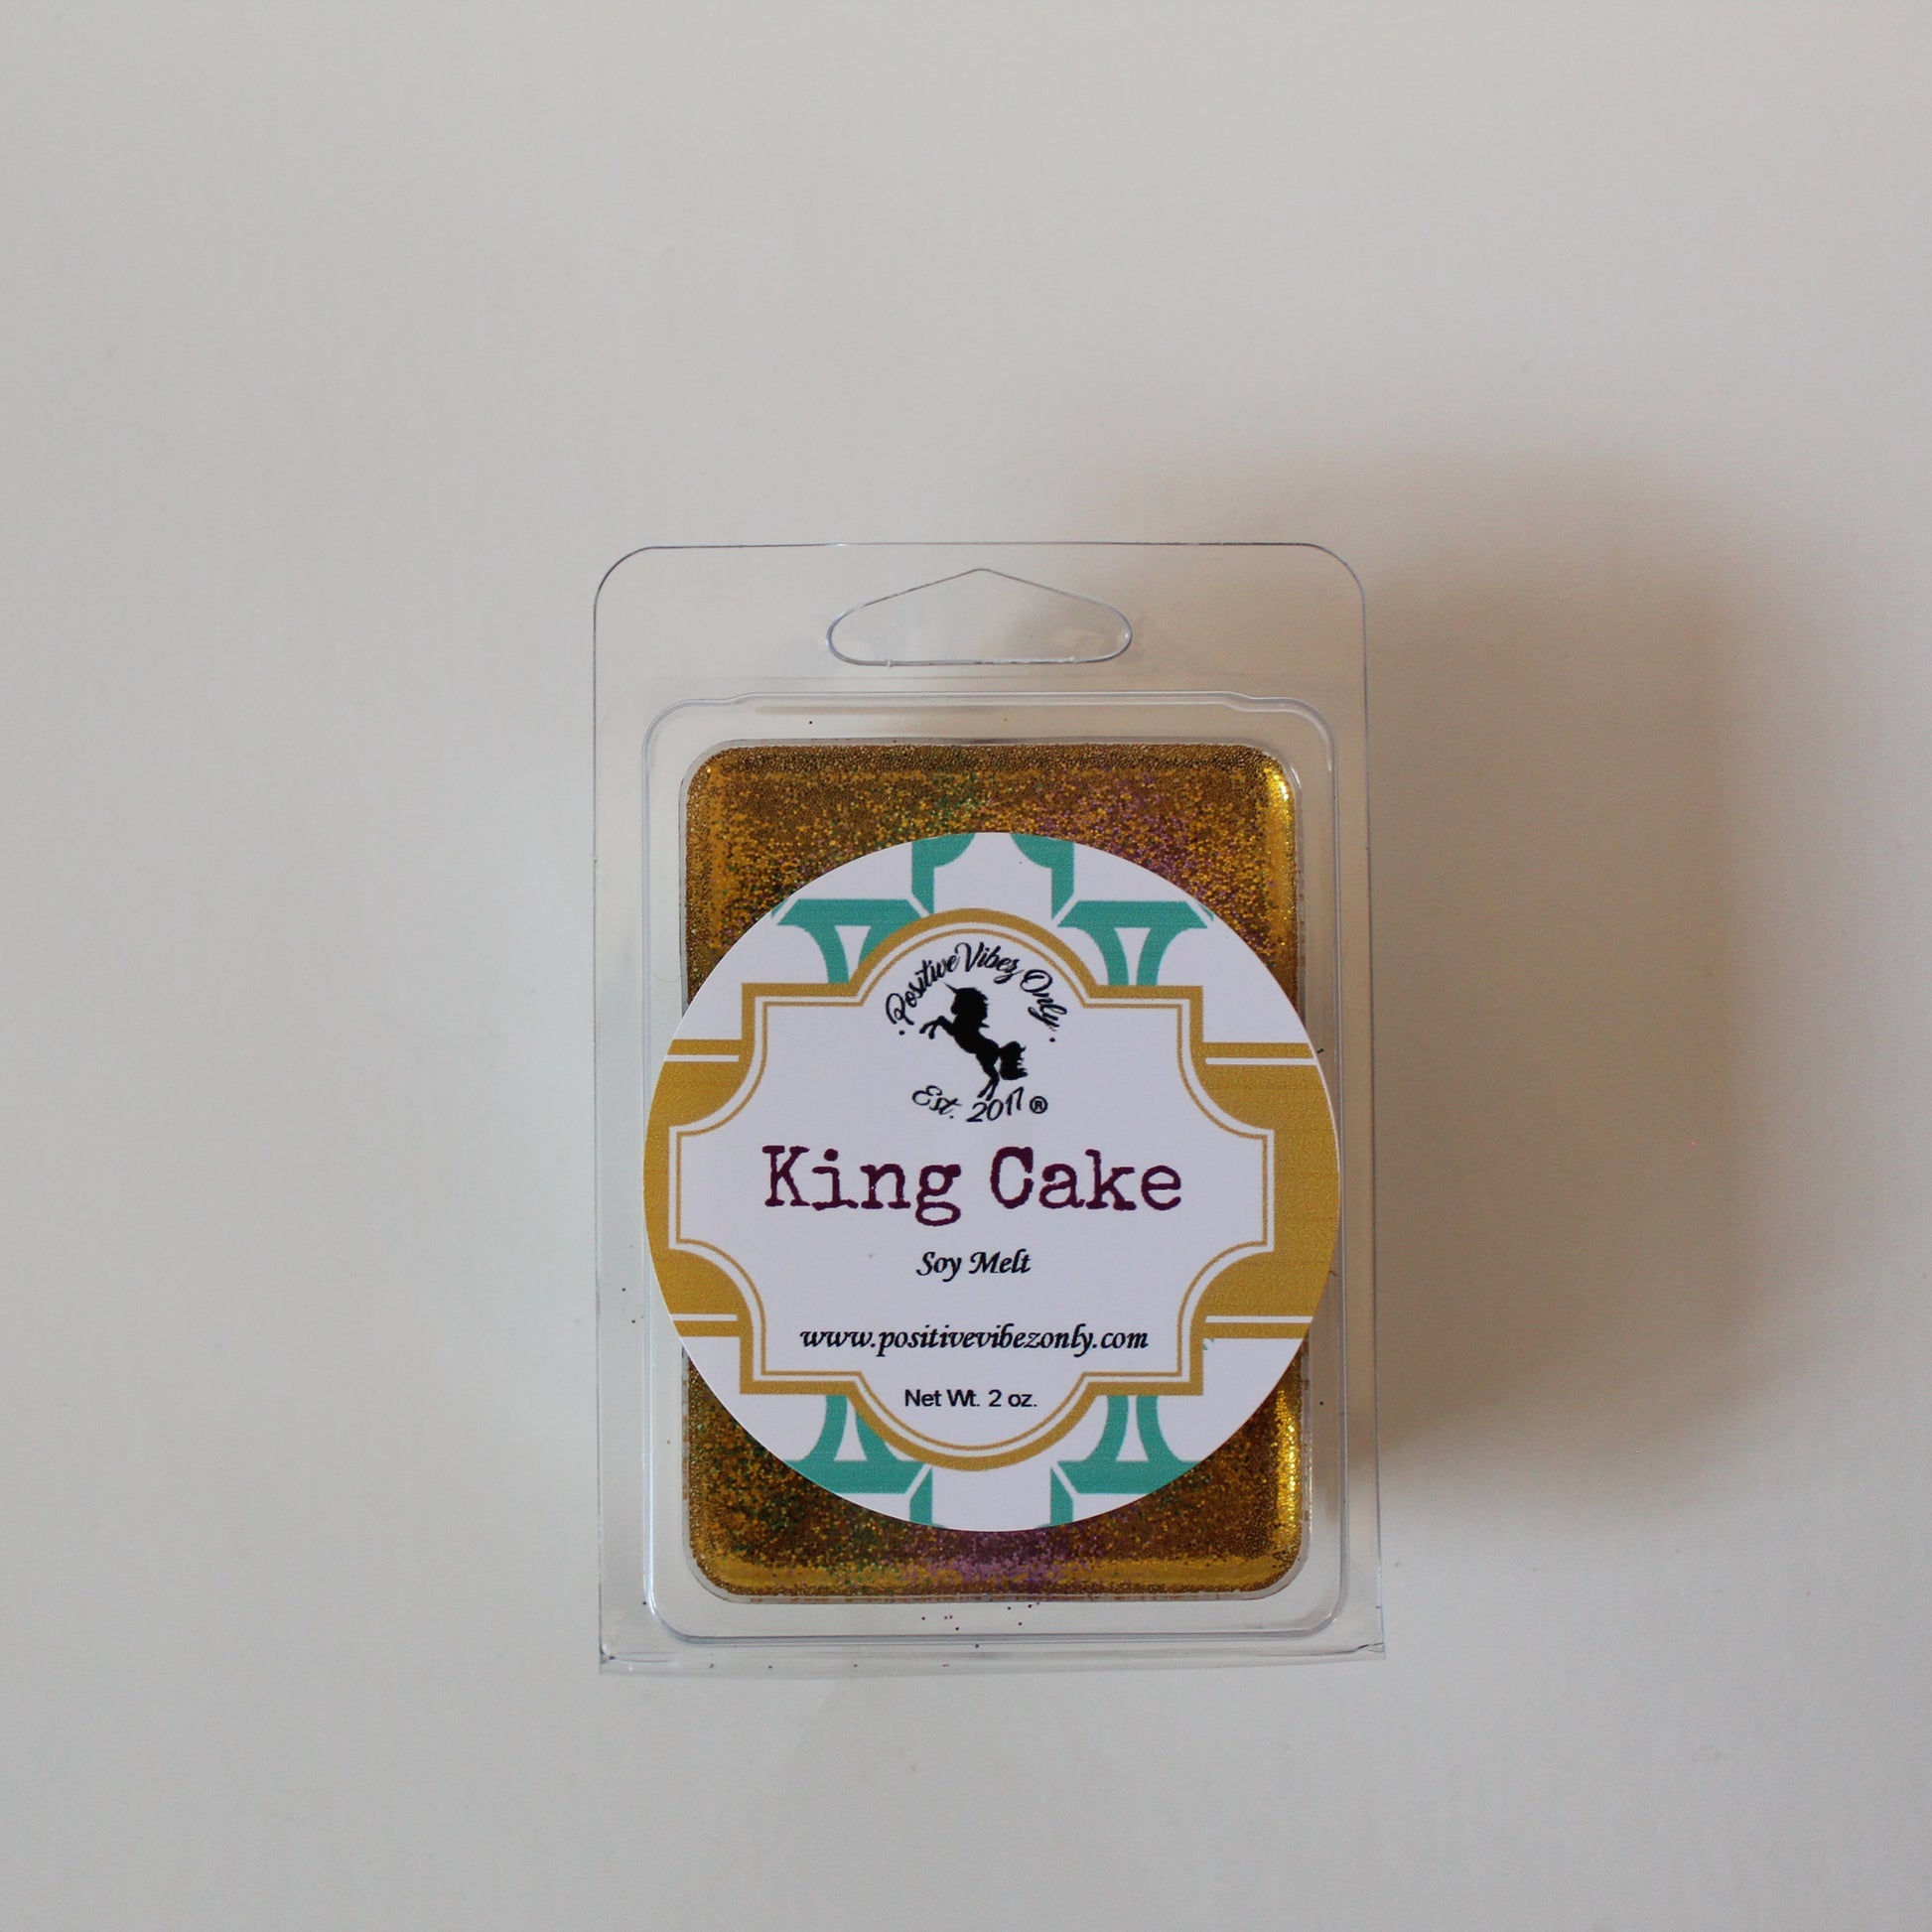 Positive Vibez Only
Est. 2017®
King Cake
Soy Melt
www.positivevibezonly.com
Net Wt. 2 oz.